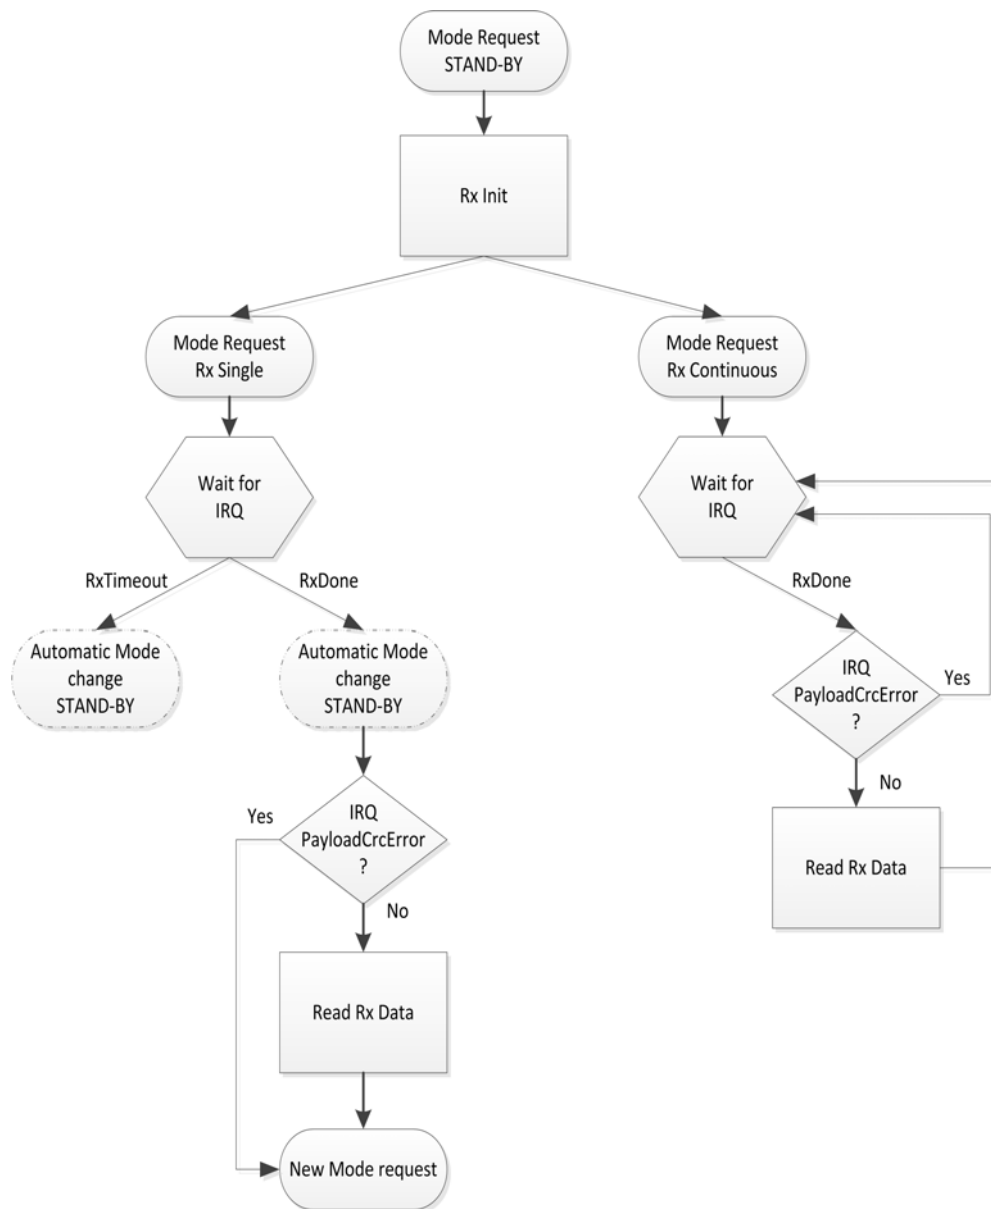 Mode Request
STAND-BY
Rx Init
Mode Request
Rx Single
Mode Request
Rx Continuous
Wait for
IRQ
Wait for
IRQ
RxTimeout
RxDone
RxDone
Automatic Mode
change
STAND-BY
Automatic Mode
change
STAND-BY
IRQ
PayloadCrcError
?
Yes
No
IRQ
PayloadCrcError
?
Yes
No
Read Rx Data
Read Rx Data
New Mode request